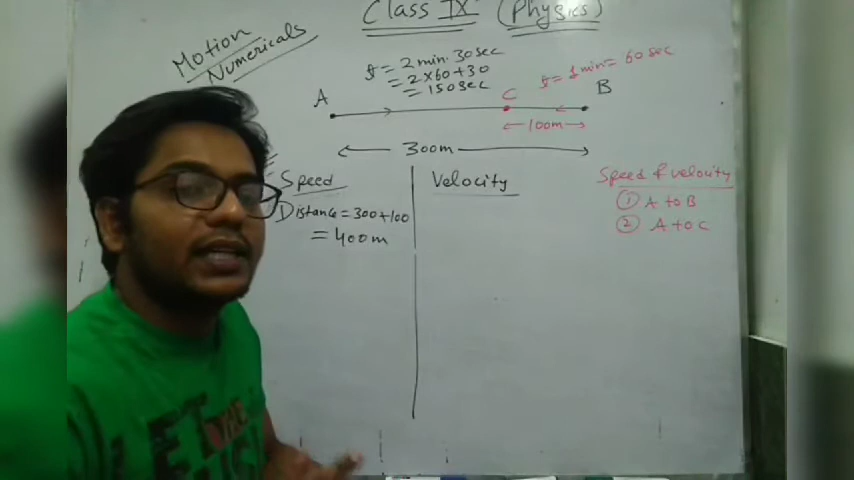 Class IX (Physics)
Motion
Numericals
t = 2 min. 30 sec
= 2 x 60 + 30
= 150 sec
t = 1 min = 60 sec
A
C
B
100m
300m
Speed
Distance = 300 + 100
= 400m
Velocity
Speed & velocity
① A to B
② A to C